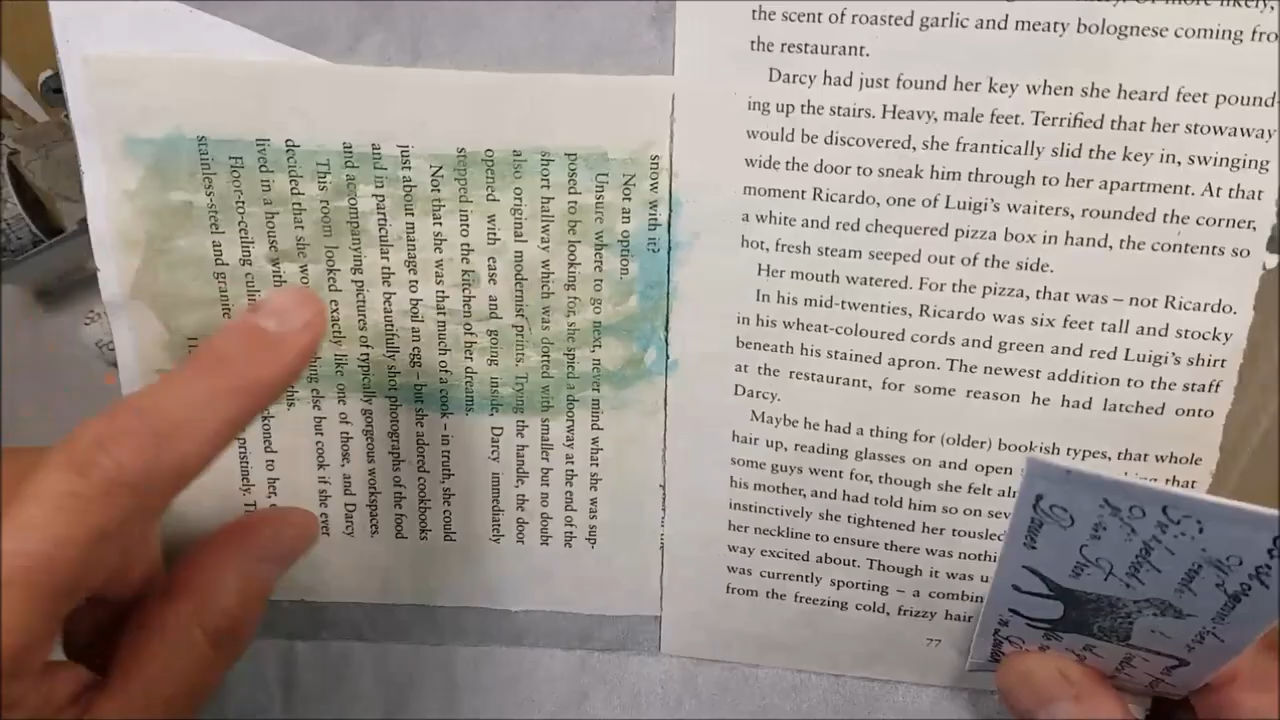 the scent of roasted garlic and meaty bolognese coming fro
the restaurant.
Darcy had just found her key when she heard feet pound-
ing up the stairs. Heavy, male feet. Terrified that her stowaway
would be discovered, she frantically slid the key in, swinging
wide the door to sneak him through to her apartment. At that
moment Ricardo, one of Luigi's waiters, rounded the corner,
a white and red chequered pizza box in hand, the contents so
hot, fresh steam seeped out of the side.
Her mouth watered. For the pizza, that was – not Ricardo.
In his mid-twenties, Ricardo was six feet tall and stocky
in his wheat-coloured cords and green and red Luigi's shirt
beneath his stained apron. The newest addition to the staff
at the restaurant, for some reason he had latched onto
Darcy.
Maybe he had a thing for (older) bookish types, that whole
hair up, reading glasses on and open
that
some guys went for, though she felt
his mother, and had told him so on
instinctively she tightened her
her neckline to ensure there was
way excited about. Though it was
was currently sporting – a
from the freezing cold, frizzy hair
77
snow with it?
Not an option.
Unsure where to go next, never mind what she was sup-
posed to be looking for, she spied a doorway at the end of the
short hallway which was dotted with smaller but no doubt
also original modernist prints. Trying the handle, the door
opened with ease and going inside, Darcy immediately
stepped into the kitchen of her dreams.
Not that she was that much of a cook – in truth, she could
just about manage to boil an egg – but she adored cookbooks
and in particular the beautifully shot photographs of the food
and accompanying pictures of typically gorgeous workspaces.
This room looked exactly like one of those, and Darcy
decided that she else but cook if she ever
lived in a house with this.
Floor-to-ceiling to her,
stainless-steel and granite pristinely.